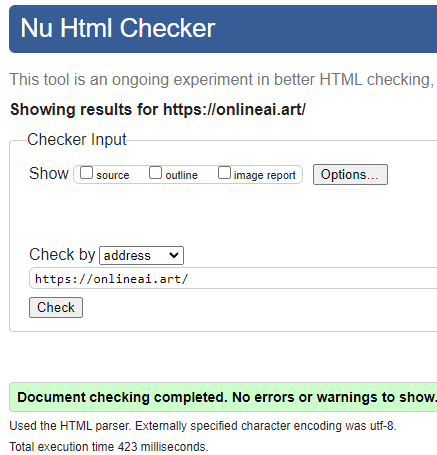 Nu Html Checker
This tool is an ongoing experiment in better HTML checking,
Showing results for https://onlineai.art/
Checker Input
Show source outline image report Options...
Check by address
https://onlineai.art/
Check
Document checking completed. No errors or warnings to show.
Used the HTML parser. Externally specified character encoding was utf-8.
Total execution time 423 milliseconds.